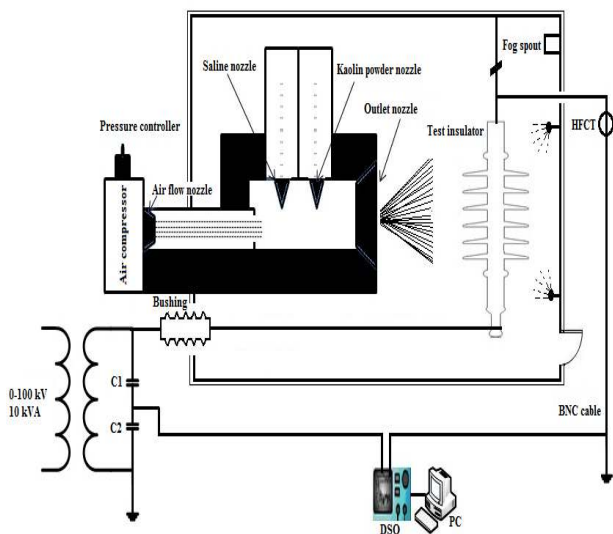 Fog spout
Saline nozzle
Kaolin powder nozzle
Outlet nozzle
Test insulator
HFCT
Pressure controller
Air flow nozzle
Air compressor
Bushing
C1
0-100 kV
10 kVA
C2
BNC cable
DSO
PC